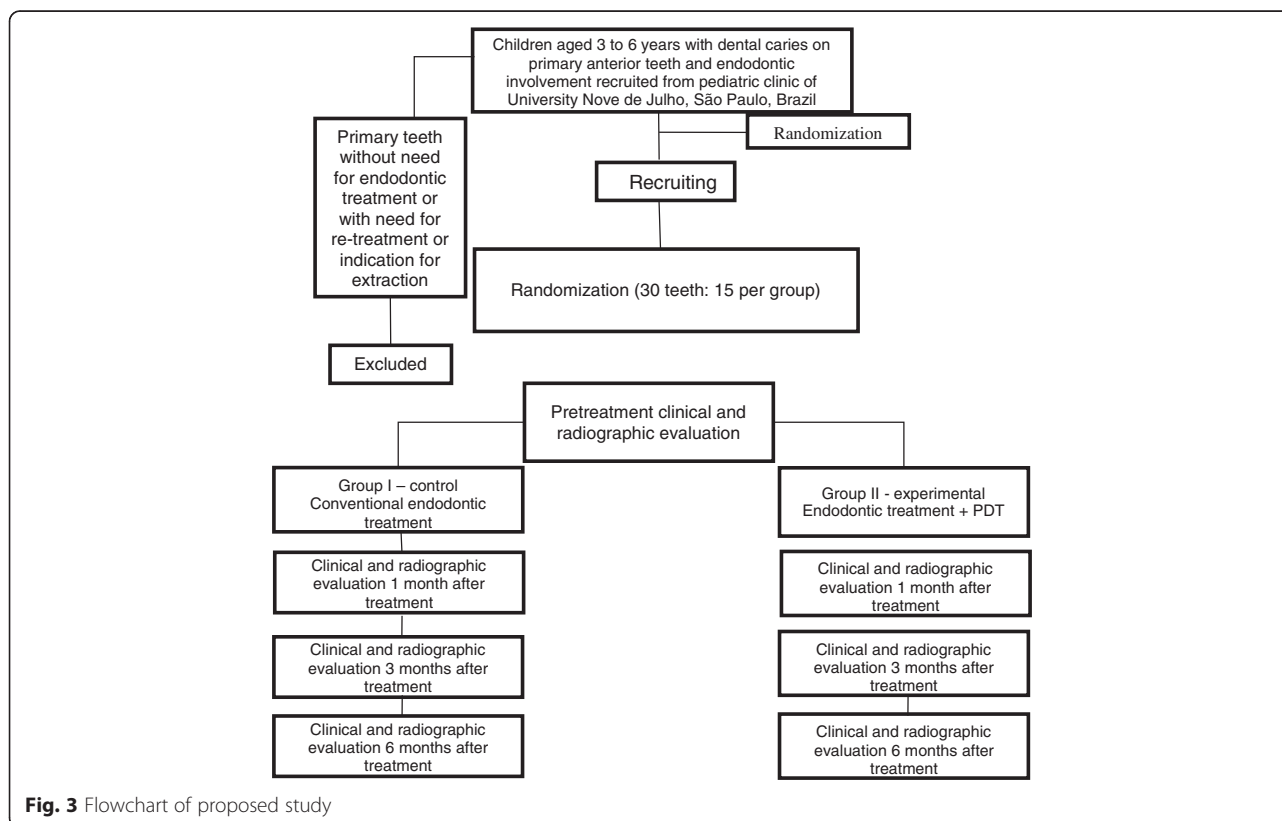 Children aged 3 to 6 years with dental caries on
primary anterior teeth and endodontic
involvement recruited from pediatric clinic of
University Nove de Julho, São Paulo, Brazil
Randomization
Primary teeth
without need
for endodontic
treatment or
with need for
re-treatment or
indication for
extraction
Recruiting
Randomization (30 teeth: 15 per group)
Excluded
Pretreatment clinical and
radiographic evaluation
Group I – control
Conventional endodontic
treatment
Group II - experimental
Endodontic treatment + PDT
Clinical and radiographic
evaluation 1 month after
treatment
Clinical and radiographic
evaluation 1 month after
treatment
Clinical and radiographic
evaluation 3 months after
treatment
Clinical and radiographic
evaluation 3 months after
treatment
Clinical and radiographic
evaluation 6 months after
treatment
Clinical and radiographic
evaluation 6 months after
treatment
Fig. 3 Flowchart of proposed study